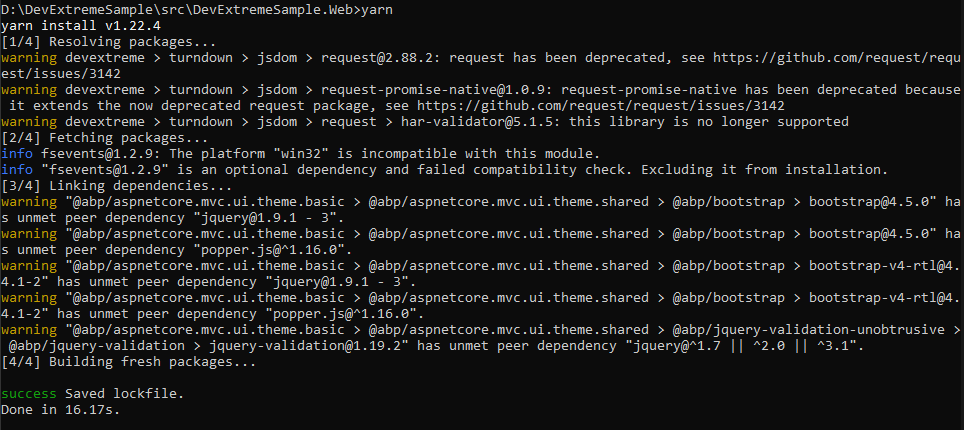 D:\DevExtremeSample\src\DevExtremeSample.Web>yarn
yarn install v1.22.4
[1/4] Resolving packages...
warning devextreme > turndown > jsdom > request@2.88.2: request has been deprecated, see https://github.com/request/requ
est/issues/3142
warning devextreme > turndown > jsdom > request-promise-native@1.0.9: request-promise-native has been deprecated because
 it extends the now deprecated request package, see https://github.com/request/request/issues/3142
warning devextreme > turndown > jsdom > request > har-validator@5.1.5: this library is no longer supported
[2/4] Fetching packages...
info fsevents@1.2.9: The platform "win32" is incompatible with this module.
info "fsevents@1.2.9" is an optional dependency and failed compatibility check. Excluding it from installation.
[3/4] Linking dependencies...
warning "@abp/aspnetcore.mvc.ui.theme.basic > @abp/aspnetcore.mvc.ui.theme.shared > @abp/bootstrap > bootstrap@4.5.0" ha
s unmet peer dependency "jquery@1.9.1 - 3".
warning "@abp/aspnetcore.mvc.ui.theme.basic > @abp/aspnetcore.mvc.ui.theme.shared > @abp/bootstrap > bootstrap@4.5.0" ha
s unmet peer dependency "popper.js@^1.16.0".
warning "@abp/aspnetcore.mvc.ui.theme.basic > @abp/aspnetcore.mvc.ui.theme.shared > @abp/bootstrap > bootstrap-v4-rtl@4.
4.1-2" has unmet peer dependency "jquery@1.9.1 - 3".
warning "@abp/aspnetcore.mvc.ui.theme.basic > @abp/aspnetcore.mvc.ui.theme.shared > @abp/bootstrap > bootstrap-v4-rtl@4.
4.1-2" has unmet peer dependency "popper.js@^1.16.0".
warning "@abp/aspnetcore.mvc.ui.theme.basic > @abp/aspnetcore.mvc.ui.theme.shared > @abp/jquery-validation-unobtrusive >
 @abp/jquery-validation > jquery-validation@1.19.2" has unmet peer dependency "jquery@^1.7 || ^2.0 || ^3.1".
[4/4] Building fresh packages...
success Saved lockfile.
Done in 16.17s.